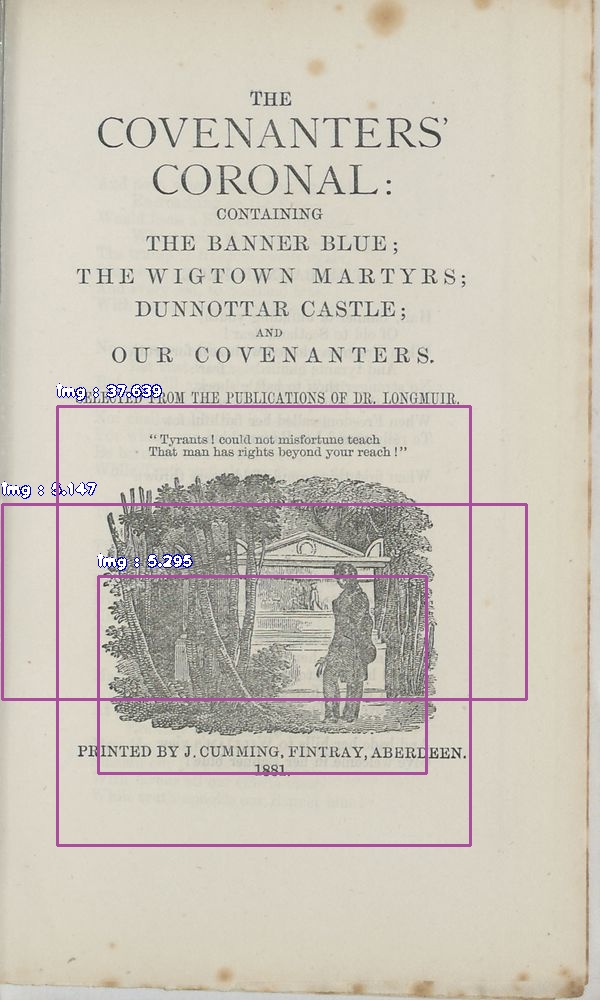 THE
COVENANTERS'
CORONAL:
CONTAINING
THE BANNER BLUE;
THE WIGTOWN MARTYRS;
DUNNOTTAR CASTLE;
AND
OUR COVENANTERS.
img : 37.639
SELECTED FROM THE PUBLICATIONS OF DR. LONGMUIR.
"Tyrants! could not misfortune teach
That man has rights beyond your reach!"
img : 5.147
img : 5.295
PRINTED BY J. CUMMING, FINTRAY, ABERDEEN.
1881.